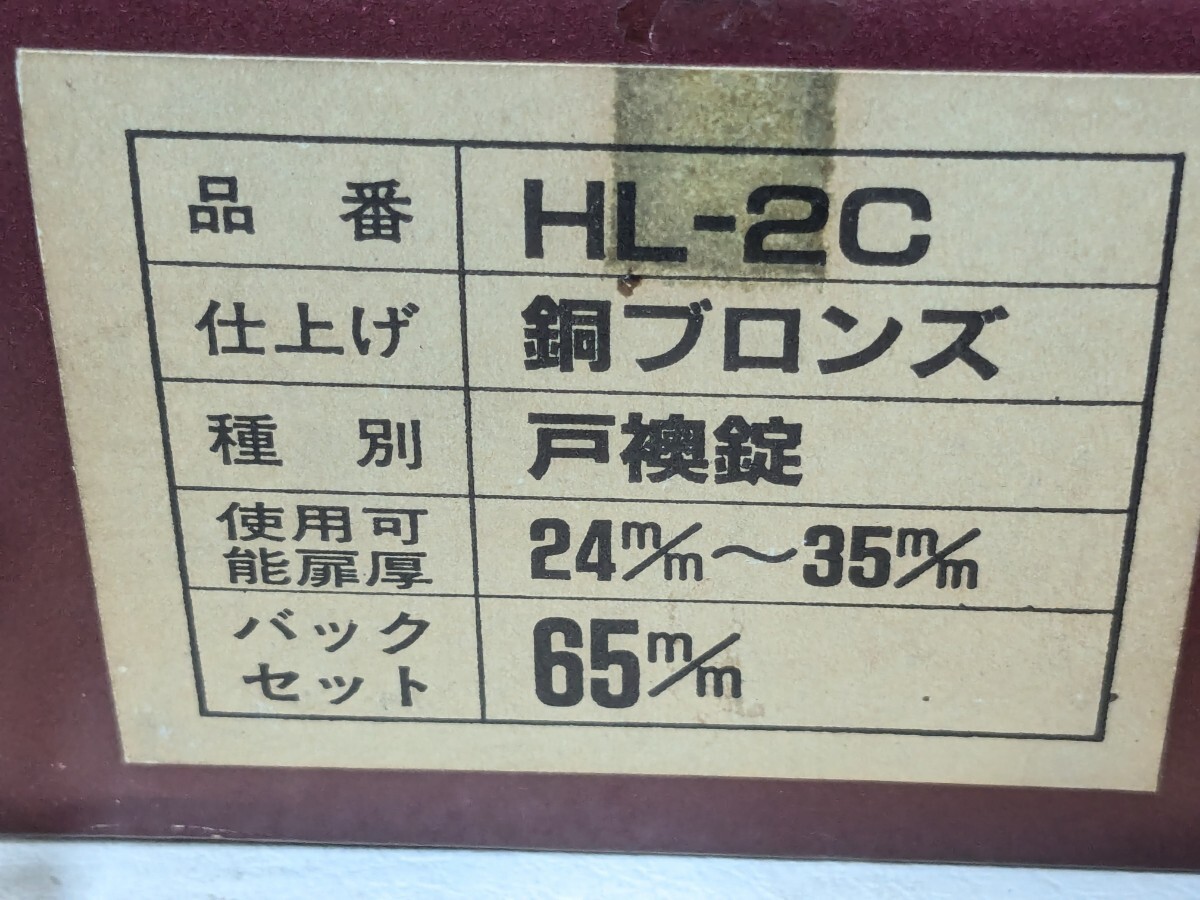 品番 HL-2C
仕上げ 銅ブロンズ
種別 戸襖錠
使用可
能扉厚 24m/m〜35m/m
バック
セット 65m/m